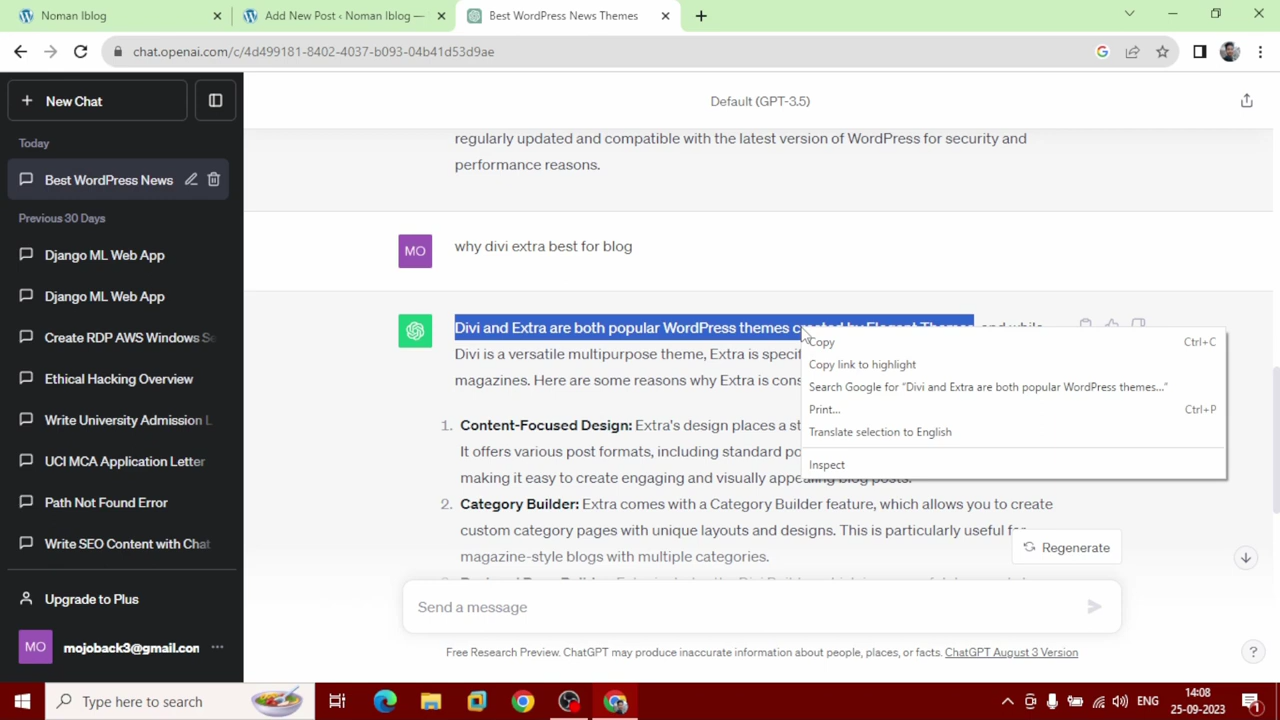 Noman Iblog
Add New Post ‹ Noman Iblog —
Best WordPress News Themes
chat.openai.com/c/4d499181-8402-4037-b093-04b41d53d9ae
New Chat
Default (GPT-3.5)
Today
Best WordPress News
Previous 30 Days
Django ML Web App
Django ML Web App
Create RDP AWS Windows Se
Ethical Hacking Overview
Write University Admission L
UCI MCA Application Letter
Path Not Found Error
Write SEO Content with Chat
Upgrade to Plus
MO
mojoback3@gmail.con
regularly updated and compatible with the latest version of WordPress for security and
performance reasons.
MO
why divi extra best for blog
Divi and Extra are both popular WordPress themes created by Elegant Themes, and while
Divi is a versatile multipurpose theme, Extra is specif
magazines. Here are some reasons why Extra is cons
1. Content-Focused Design: Extra's design places a st
It offers various post formats, including standard po
making it easy to create engaging and visually appealing blog posts.
2. Category Builder: Extra comes with a Category Builder feature, which allows you to create
custom category pages with unique layouts and designs. This is particularly useful for
magazine-style blogs with multiple categories.
Copy Ctrl+C
Copy link to highlight
Search Google for “Divi and Extra are both popular WordPress themes...”
Print... Ctrl+P
Translate selection to English
Inspect
Regenerate
Send a message
Free Research Preview. ChatGPT may produce inaccurate information about people, places, or facts. ChatGPT August 3 Version
?
Type here to search
ENG
14:08
25-09-2023
1